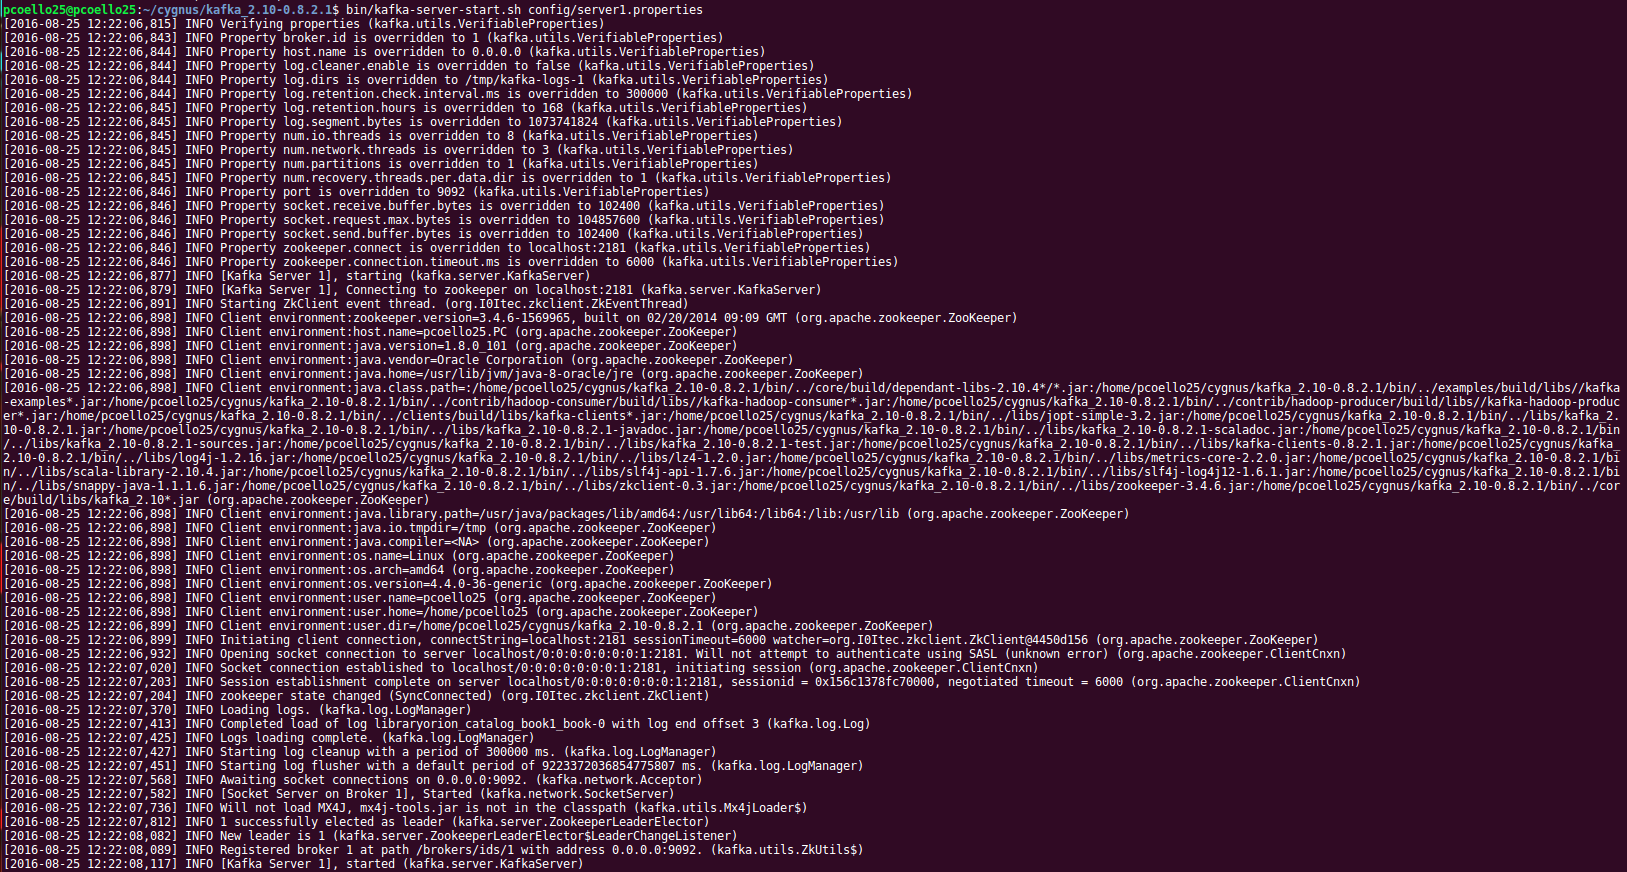 pcoello25@pcoello25:~/cygnus/kafka_2.10-0.8.2.1$ bin/kafka-server-start.sh config/server1.properties
[2016-08-25 12:22:06,815] INFO Verifying properties (kafka.utils.VerifiableProperties)
[2016-08-25 12:22:06,843] INFO Property broker.id is overridden to 1 (kafka.utils.VerifiableProperties)
[2016-08-25 12:22:06,844] INFO Property host.name is overridden to 0.0.0.0 (kafka.utils.VerifiableProperties)
[2016-08-25 12:22:06,844] INFO Property log.cleaner.enable is overridden to false (kafka.utils.VerifiableProperties)
[2016-08-25 12:22:06,844] INFO Property log.dirs is overridden to /tmp/kafka-logs-1 (kafka.utils.VerifiableProperties)
[2016-08-25 12:22:06,844] INFO Property log.retention.check.interval.ms is overridden to 300000 (kafka.utils.VerifiableProperties)
[2016-08-25 12:22:06,845] INFO Property log.retention.hours is overridden to 168 (kafka.utils.VerifiableProperties)
[2016-08-25 12:22:06,845] INFO Property log.segment.bytes is overridden to 1073741824 (kafka.utils.VerifiableProperties)
[2016-08-25 12:22:06,845] INFO Property num.io.threads is overridden to 8 (kafka.utils.VerifiableProperties)
[2016-08-25 12:22:06,845] INFO Property num.network.threads is overridden to 3 (kafka.utils.VerifiableProperties)
[2016-08-25 12:22:06,845] INFO Property num.partitions is overridden to 1 (kafka.utils.VerifiableProperties)
[2016-08-25 12:22:06,845] INFO Property num.recovery.threads.per.data.dir is overridden to 1 (kafka.utils.VerifiableProperties)
[2016-08-25 12:22:06,846] INFO Property port is overridden to 9092 (kafka.utils.VerifiableProperties)
[2016-08-25 12:22:06,846] INFO Property socket.receive.buffer.bytes is overridden to 102400 (kafka.utils.VerifiableProperties)
[2016-08-25 12:22:06,846] INFO Property socket.request.max.bytes is overridden to 104857600 (kafka.utils.VerifiableProperties)
[2016-08-25 12:22:06,846] INFO Property socket.send.buffer.bytes is overridden to 102400 (kafka.utils.VerifiableProperties)
[2016-08-25 12:22:06,846] INFO Property zookeeper.connect is overridden to localhost:2181 (kafka.utils.VerifiableProperties)
[2016-08-25 12:22:06,846] INFO Property zookeeper.connection.timeout.ms is overridden to 6000 (kafka.utils.VerifiableProperties)
[2016-08-25 12:22:06,877] INFO [Kafka Server 1], starting (kafka.server.KafkaServer)
[2016-08-25 12:22:06,879] INFO [Kafka Server 1], Connecting to zookeeper on localhost:2181 (kafka.server.KafkaServer)
[2016-08-25 12:22:06,891] INFO Starting ZkClient event thread. (org.I0Itec.zkclient.ZkEventThread)
[2016-08-25 12:22:06,898] INFO Client environment:zookeeper.version=3.4.6-1569965, built on 02/20/2014 09:09 GMT (org.apache.zookeeper.ZooKeeper)
[2016-08-25 12:22:06,898] INFO Client environment:host.name=pcoello25.PC (org.apache.zookeeper.ZooKeeper)
[2016-08-25 12:22:06,898] INFO Client environment:java.version=1.8.0_101 (org.apache.zookeeper.ZooKeeper)
[2016-08-25 12:22:06,898] INFO Client environment:java.vendor=Oracle Corporation (org.apache.zookeeper.ZooKeeper)
[2016-08-25 12:22:06,898] INFO Client environment:java.home=/usr/lib/jvm/java-8-oracle/jre (org.apache.zookeeper.ZooKeeper)
[2016-08-25 12:22:06,898] INFO Client environment:java.class.path=:/home/pcoello25/cygnus/kafka_2.10-0.8.2.1/bin/../core/build/dependant-libs-2.10.4*/*.jar:/home/pcoello25/cygnus/kafka_2.10-0.8.2.1/bin/../examples/build/libs//kafka
-examples*.jar:/home/pcoello25/cygnus/kafka_2.10-0.8.2.1/bin/../contrib/hadoop-consumer/build/libs//kafka-hadoop-consumer*.jar:/home/pcoello25/cygnus/kafka_2.10-0.8.2.1/bin/../contrib/hadoop-producer/build/libs//kafka-hadoop-produc
er*.jar:/home/pcoello25/cygnus/kafka_2.10-0.8.2.1/bin/../clients/build/libs/kafka-clients*.jar:/home/pcoello25/cygnus/kafka_2.10-0.8.2.1/bin/../libs/jopt-simple-3.2.jar:/home/pcoello25/cygnus/kafka_2.10-0.8.2.1/bin/../libs/kafka_2.
10-0.8.2.1.jar:/home/pcoello25/cygnus/kafka_2.10-0.8.2.1/bin/../libs/kafka_2.10-0.8.2.1-javadoc.jar:/home/pcoello25/cygnus/kafka_2.10-0.8.2.1/bin/../libs/kafka_2.10-0.8.2.1-scaladoc.jar:/home/pcoello25/cygnus/kafka_2.10-0.8.2.1/bin
/../libs/kafka_2.10-0.8.2.1-sources.jar:/home/pcoello25/cygnus/kafka_2.10-0.8.2.1/bin/../libs/kafka_2.10-0.8.2.1-test.jar:/home/pcoello25/cygnus/kafka_2.10-0.8.2.1/bin/../libs/kafka-clients-0.8.2.1.jar:/home/pcoello25/cygnus/kafka_
2.10-0.8.2.1/bin/../libs/log4j-1.2.16.jar:/home/pcoello25/cygnus/kafka_2.10-0.8.2.1/bin/../libs/lz4-1.2.0.jar:/home/pcoello25/cygnus/kafka_2.10-0.8.2.1/bin/../libs/metrics-core-2.2.0.jar:/home/pcoello25/cygnus/kafka_2.10-0.8.2.1/bi
n/../libs/scala-library-2.10.4.jar:/home/pcoello25/cygnus/kafka_2.10-0.8.2.1/bin/../libs/slf4j-api-1.7.6.jar:/home/pcoello25/cygnus/kafka_2.10-0.8.2.1/bin/../libs/slf4j-log4j12-1.6.1.jar:/home/pcoello25/cygnus/kafka_2.10-0.8.2.1/bi
n/../libs/snappy-java-1.1.1.6.jar:/home/pcoello25/cygnus/kafka_2.10-0.8.2.1/bin/../libs/zkclient-0.3.jar:/home/pcoello25/cygnus/kafka_2.10-0.8.2.1/bin/../libs/zookeeper-3.4.6.jar:/home/pcoello25/cygnus/kafka_2.10-0.8.2.1/bin/../cor
e/build/libs/kafka_2.10*.jar (org.apache.zookeeper.ZooKeeper)
[2016-08-25 12:22:06,898] INFO Client environment:java.library.path=/usr/java/packages/lib/amd64:/usr/lib64:/lib64:/lib:/usr/lib (org.apache.zookeeper.ZooKeeper)
[2016-08-25 12:22:06,898] INFO Client environment:java.io.tmpdir=/tmp (org.apache.zookeeper.ZooKeeper)
[2016-08-25 12:22:06,898] INFO Client environment:java.compiler=<NA> (org.apache.zookeeper.ZooKeeper)
[2016-08-25 12:22:06,898] INFO Client environment:os.name=Linux (org.apache.zookeeper.ZooKeeper)
[2016-08-25 12:22:06,898] INFO Client environment:os.arch=amd64 (org.apache.zookeeper.ZooKeeper)
[2016-08-25 12:22:06,898] INFO Client environment:os.version=4.4.0-36-generic (org.apache.zookeeper.ZooKeeper)
[2016-08-25 12:22:06,898] INFO Client environment:user.name=pcoello25 (org.apache.zookeeper.ZooKeeper)
[2016-08-25 12:22:06,898] INFO Client environment:user.home=/home/pcoello25 (org.apache.zookeeper.ZooKeeper)
[2016-08-25 12:22:06,899] INFO Client environment:user.dir=/home/pcoello25/cygnus/kafka_2.10-0.8.2.1 (org.apache.zookeeper.ZooKeeper)
[2016-08-25 12:22:06,899] INFO Initiating client connection, connectString=localhost:2181 sessionTimeout=6000 watcher=org.I0Itec.zkclient.ZkClient@4450d156 (org.apache.zookeeper.ZooKeeper)
[2016-08-25 12:22:06,932] INFO Opening socket connection to server localhost/0:0:0:0:0:0:0:1:2181. Will not attempt to authenticate using SASL (unknown error) (org.apache.zookeeper.ClientCnxn)
[2016-08-25 12:22:07,020] INFO Socket connection established to localhost/0:0:0:0:0:0:0:1:2181, initiating session (org.apache.zookeeper.ClientCnxn)
[2016-08-25 12:22:07,203] INFO Session establishment complete on server localhost/0:0:0:0:0:0:0:1:2181, sessionid = 0x156c1378fc70000, negotiated timeout = 6000 (org.apache.zookeeper.ClientCnxn)
[2016-08-25 12:22:07,204] INFO zookeeper state changed (SyncConnected) (org.I0Itec.zkclient.ZkClient)
[2016-08-25 12:22:07,370] INFO Loading logs. (kafka.log.LogManager)
[2016-08-25 12:22:07,413] INFO Completed load of log libraryorion_catalog_book1_book-0 with log end offset 3 (kafka.log.Log)
[2016-08-25 12:22:07,425] INFO Logs loading complete. (kafka.log.LogManager)
[2016-08-25 12:22:07,427] INFO Starting log cleanup with a period of 300000 ms. (kafka.log.LogManager)
[2016-08-25 12:22:07,451] INFO Starting log flusher with a default period of 9223372036854775807 ms. (kafka.log.LogManager)
[2016-08-25 12:22:07,568] INFO Awaiting socket connections on 0.0.0.0:9092. (kafka.network.Acceptor)
[2016-08-25 12:22:07,582] INFO [Socket Server on Broker 1], Started (kafka.network.SocketServer)
[2016-08-25 12:22:07,736] INFO Will not load MX4J, mx4j-tools.jar is not in the classpath (kafka.utils.Mx4jLoader$)
[2016-08-25 12:22:07,812] INFO 1 successfully elected as leader (kafka.server.ZookeeperLeaderElector)
[2016-08-25 12:22:08,082] INFO New leader is 1 (kafka.server.ZookeeperLeaderElector$LeaderChangeListener)
[2016-08-25 12:22:08,089] INFO Registered broker 1 at path /brokers/ids/1 with address 0.0.0.0:9092. (kafka.utils.ZkUtils$)
[2016-08-25 12:22:08,117] INFO [Kafka Server 1], started (kafka.server.KafkaServer)